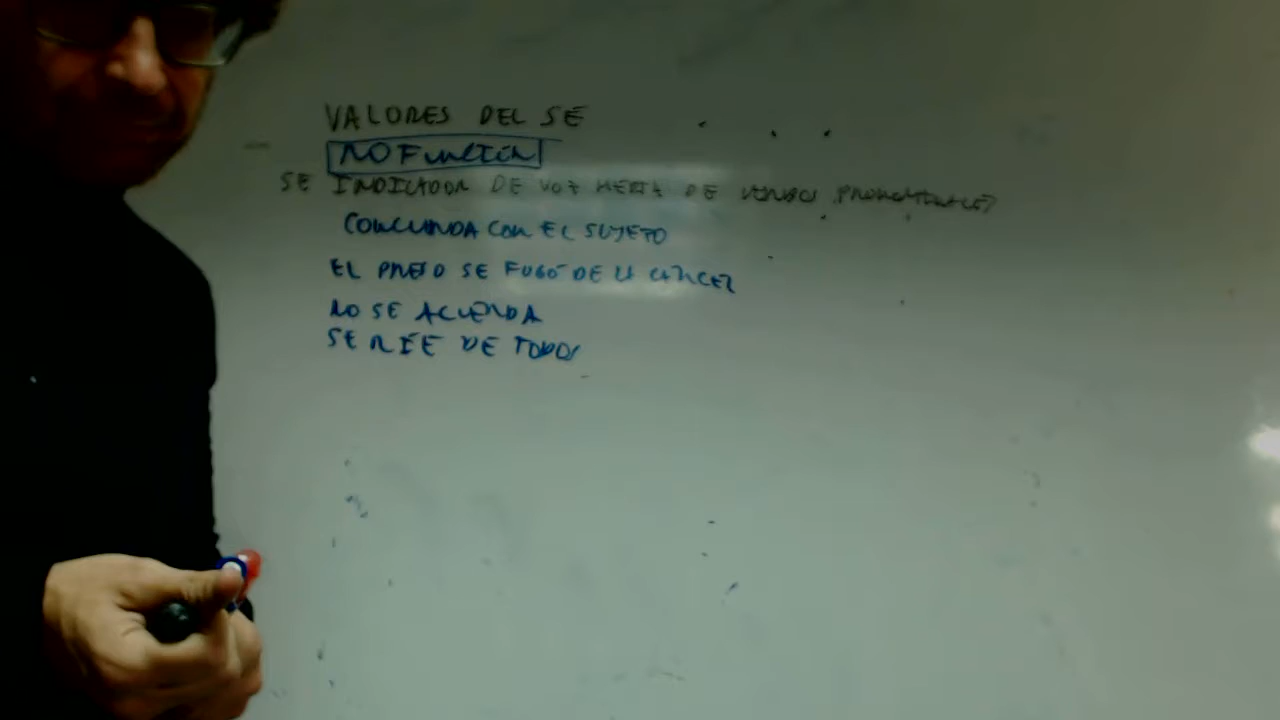 VALORES DEL SE
NO FUNCIÓN
SE INDICADOR DE VOZ MEDIA DE VERBOS PRONOMINALES
CONCUERDA CON EL SUJETO
EL PRESO SE FUGÓ DE LA CÁRCEL
NO SE ACUERDA
SE RÍE DE TODOS